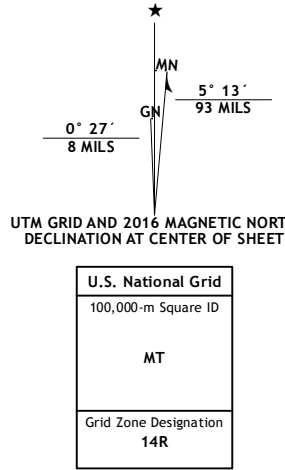 MN
GN
5° 13´
93 MILS
0° 27´
8 MILS
UTM GRID AND 2016 MAGNETIC NORT
DECLINATION AT CENTER OF SHEET
U.S. National Grid
100,000-m Square ID
MT
Grid Zone Designation
14R